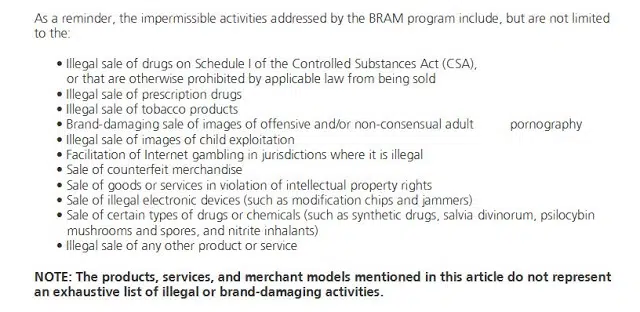 As a reminder, the impermissible activities addressed by the BRAM program include, but are not limited
to the:
• Illegal sale of drugs on Schedule I of the Controlled Substances Act (CSA),
or that are otherwise prohibited by applicable law from being sold
• Illegal sale of prescription drugs
• Illegal sale of tobacco products
• Brand-damaging sale of images of offensive and/or non-consensual adult pornography
• Illegal sale of images of child exploitation
• Facilitation of Internet gambling in jurisdictions where it is illegal
• Sale of counterfeit merchandise
• Sale of goods or services in violation of intellectual property rights
• Sale of illegal electronic devices (such as modification chips and jammers)
• Sale of certain types of drugs or chemicals (such as synthetic drugs, salvia divinorum, psilocybin
mushrooms and spores, and nitrite inhalants)
• Illegal sale of any other product or service
NOTE: The products, services, and merchant models mentioned in this article do not represent
an exhaustive list of illegal or brand-damaging activities.